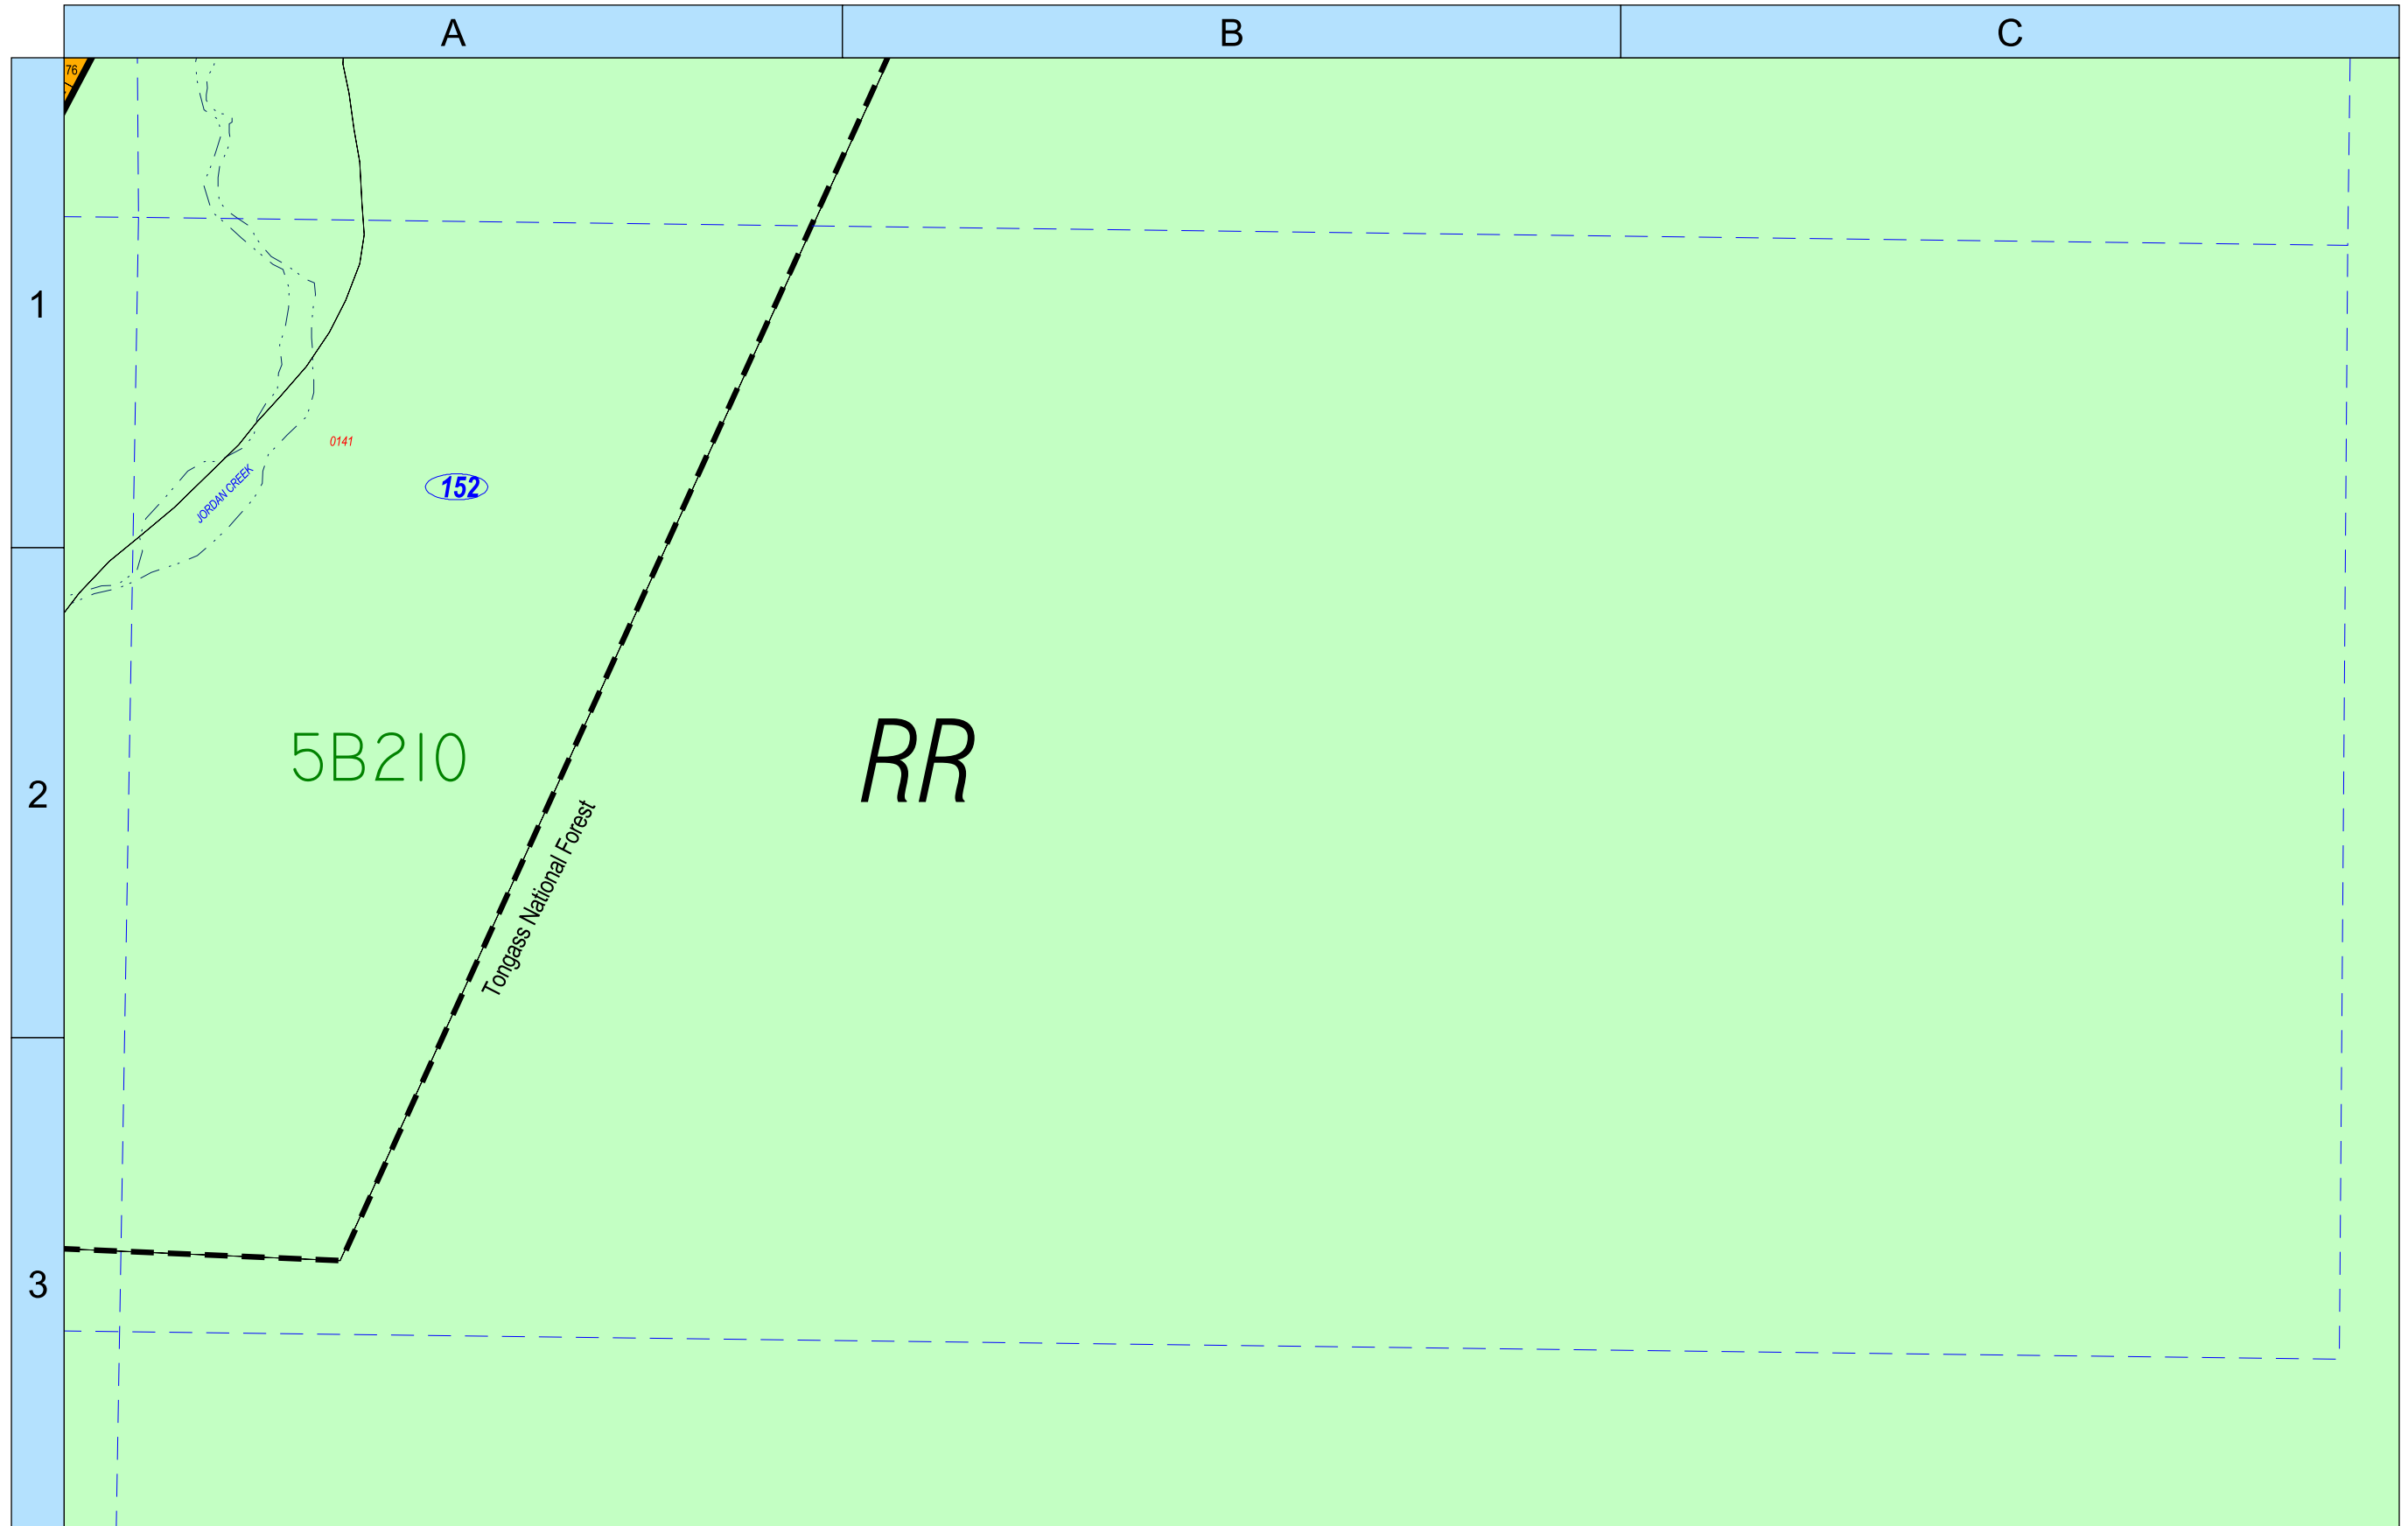 A
B
C
76
1
0141
152
JORDAN CREEK
5B210
RR
2
Tongass National Forest
3